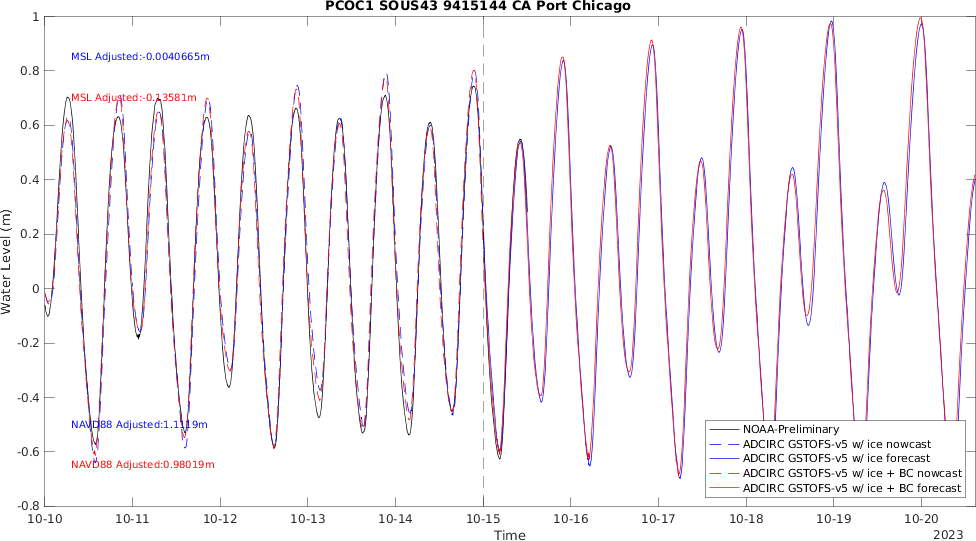 PCOC1 SOUS43 9415144 CA Port Chicago
1
0.8
0.6
0.4
0.2
0
-0.2
-0.4
-0.6
-0.8
Water Level (m)
MSL Adjusted:-0.0040665m
MSL Adjusted:-0.13581m
NAVD88 Adjusted:1.1119m
NAVD88 Adjusted:0.98019m
NOAA-Preliminary
ADCIRC GSTOFS-v5 w/ ice nowcast
ADCIRC GSTOFS-v5 w/ ice forecast
ADCIRC GSTOFS-v5 w/ ice + BC nowcast
ADCIRC GSTOFS-v5 w/ ice + BC forecast
10-10 10-11 10-12 10-13 10-14 10-15 10-16 10-17 10-18 10-19 10-20
Time
2023